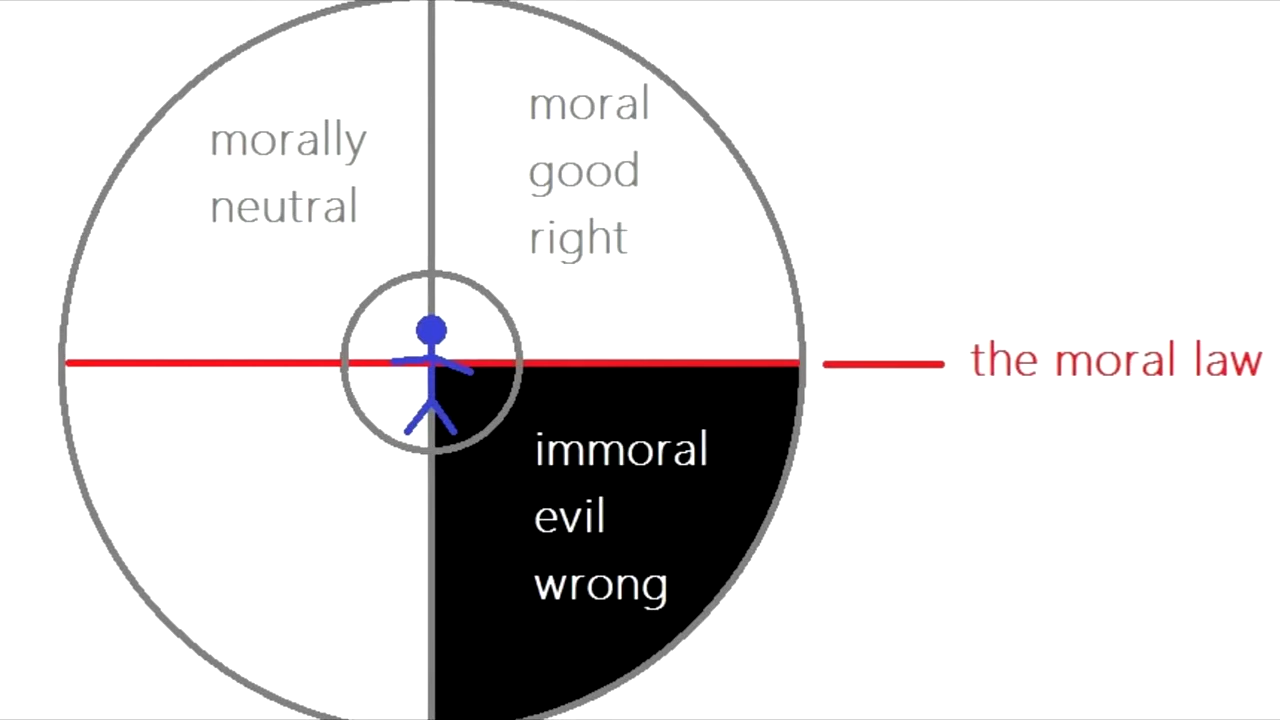 morally
neutral
moral
good
right
the moral law
immoral
evil
wrong